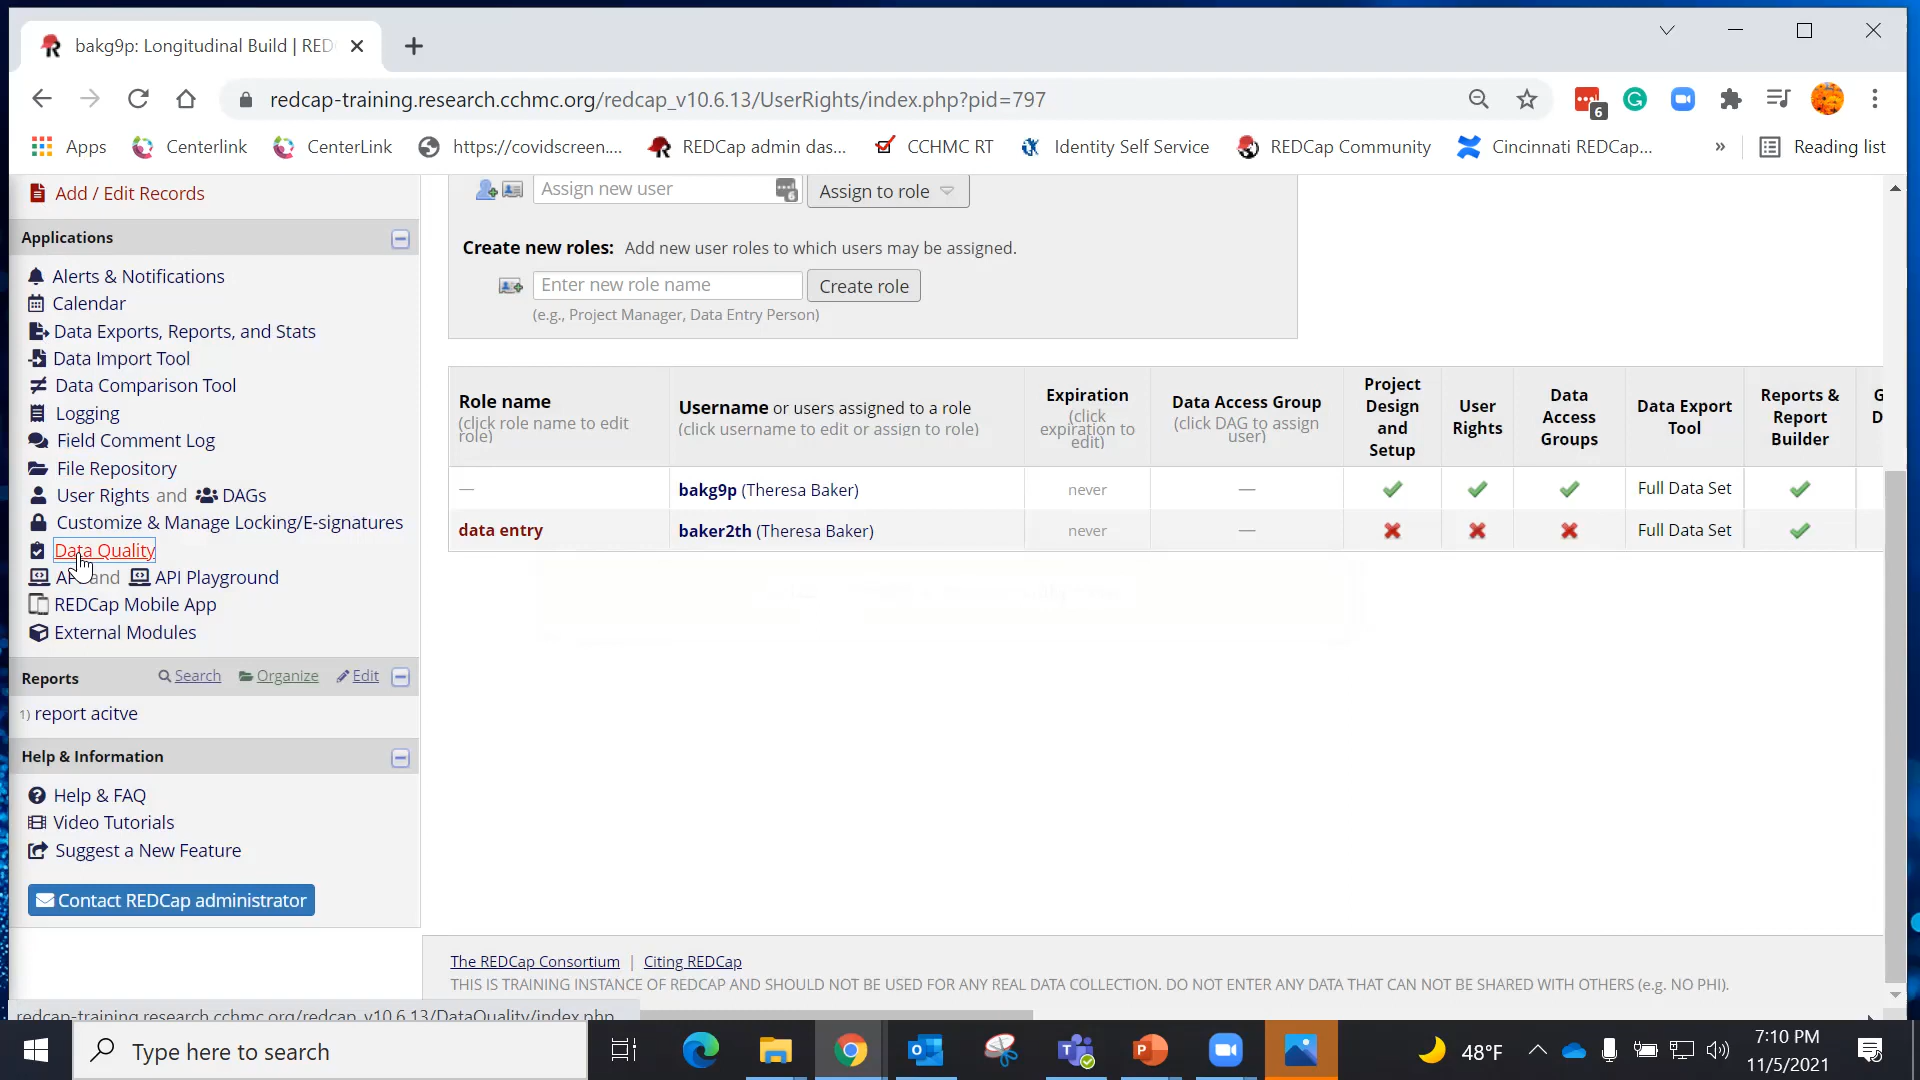 bakg9p: Longitudinal Build | RED
redcap-training.research.cchmc.org/redcap_v10.6.13/UserRights/index.php?pid=797
6
Apps
Centerlink
CenterLink
https://covidscreen....
REDCap admin das...
CCHMC RT
Identity Self Service
REDCap Community
Cincinnati REDCap...
»
Reading list
Add / Edit Records
Applications
Alerts & Notifications
Calendar
Data Exports, Reports, and Stats
Data Import Tool
Data Comparison Tool
Logging
Field Comment Log
File Repository
User Rights and DAGs
Customize & Manage Locking/E-signatures
Data Quality
and API Playground
REDCap Mobile App
External Modules
Reports Search Organize Edit
1) report acitve
Help & Information
Help & FAQ
Video Tutorials
Suggest a New Feature
Contact REDCap administrator
Assign new user 6 Assign to role
Create new roles: Add new user roles to which users may be assigned.
Enter new role name Create role
(e.g., Project Manager, Data Entry Person)
Role name
(click role name to edit
role)
Username or users assigned to a role
(click username to edit or assign to role)
Expiration
(click
expiration to
edit)
Data Access Group
(click DAG to assign
user)
Project
Design
and
Setup
User
Rights
Data
Access
Groups
Data Export
Tool
Reports &
Report
Builder
G
D
— bakg9p (Theresa Baker) never — Full Data Set
data entry baker2th (Theresa Baker) never — Full Data Set
The REDCap Consortium | Citing REDCap
THIS IS TRAINING INSTANCE OF REDCAP AND SHOULD NOT BE USED FOR ANY REAL DATA COLLECTION. DO NOT ENTER ANY DATA THAT CAN NOT BE SHARED WITH OTHERS (e.g. NO PHI).
redcap-training.research.cchmc.org/redcap_v10.6.13/DataQuality/index.php
Type here to search
48°F
7:10 PM
11/5/2021